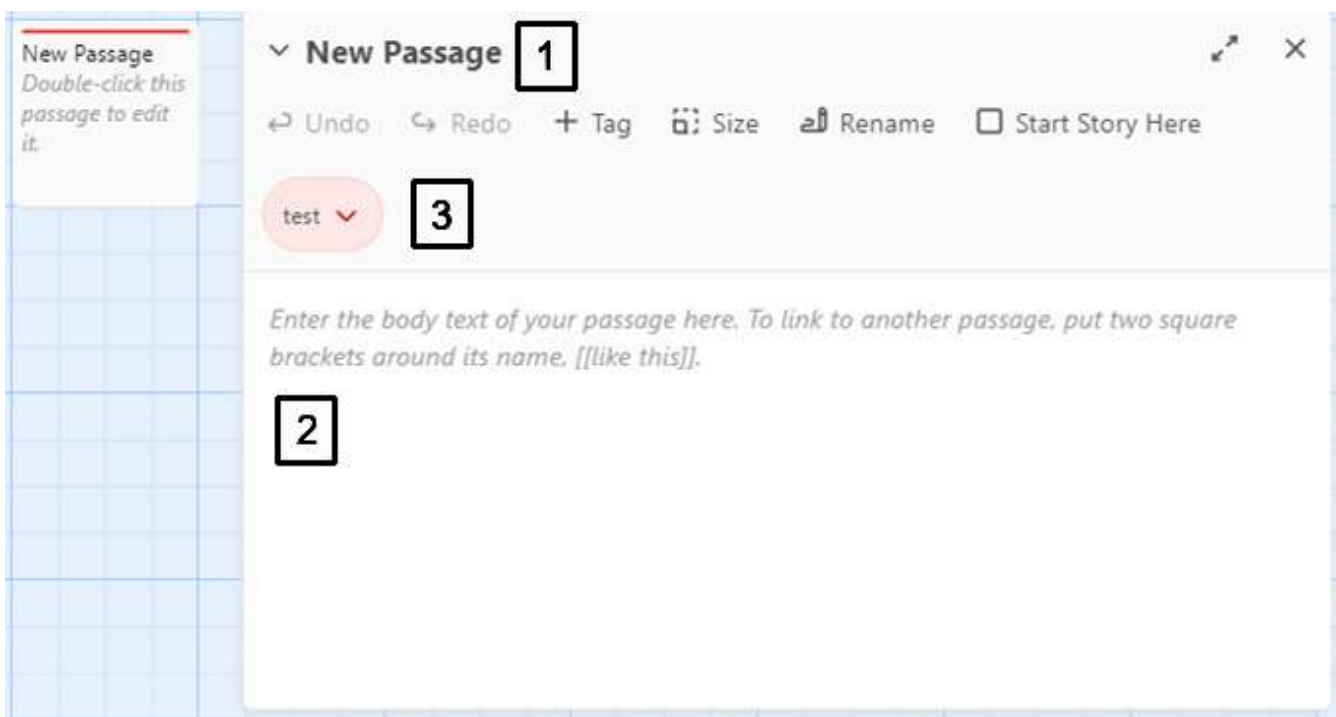 New Passage
Double-click this
passage to edit
it.
New Passage 1
Undo Redo + Tag Size Rename Start Story Here
test 3
Enter the body text of your passage here. To link to another passage, put two square
brackets around its name, [[like this]].
2